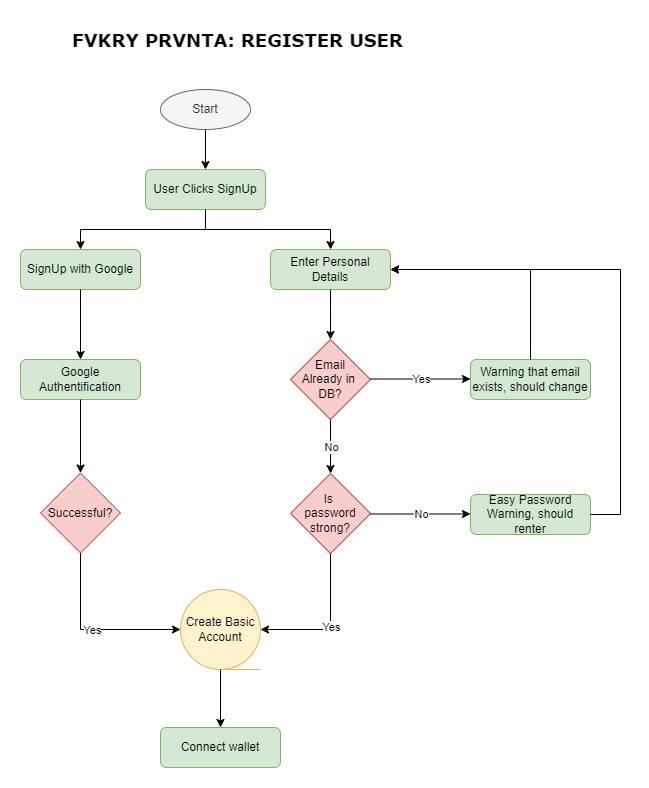 FVKRY PRVNTA: REGISTER USER
Start
User Clicks SignUp
SignUp with Google
Enter Personal
Details
Google
Authentification
Email
Already in
DB?
Yes
Warning that email
exists, should change
No
Successful?
Is
password
strong?
No
Easy Password
Warning, should
renter
Yes
Create Basic
Account
Yes
Connect wallet